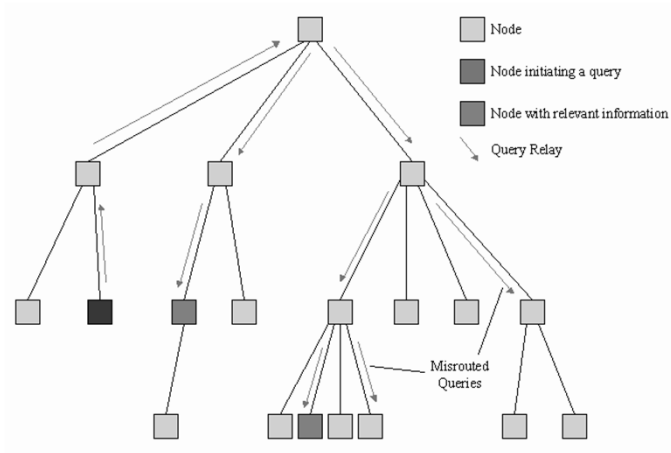 Node
Node initiating a query
Node with relevant information
Query Relay
Misrouted
Queries